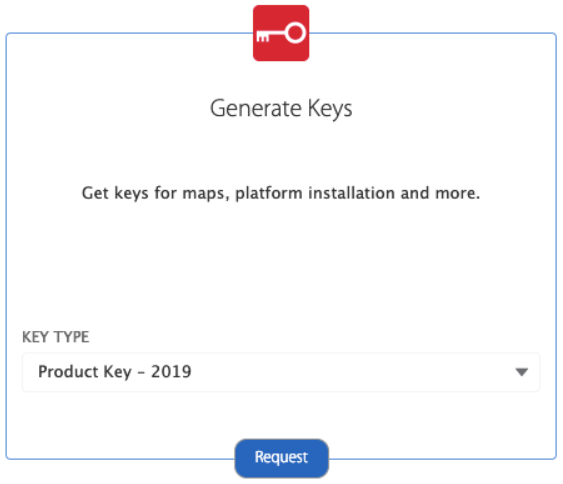 Generate Keys
Get keys for maps, platform installation and more.
KEY TYPE
Product Key – 2019
Request